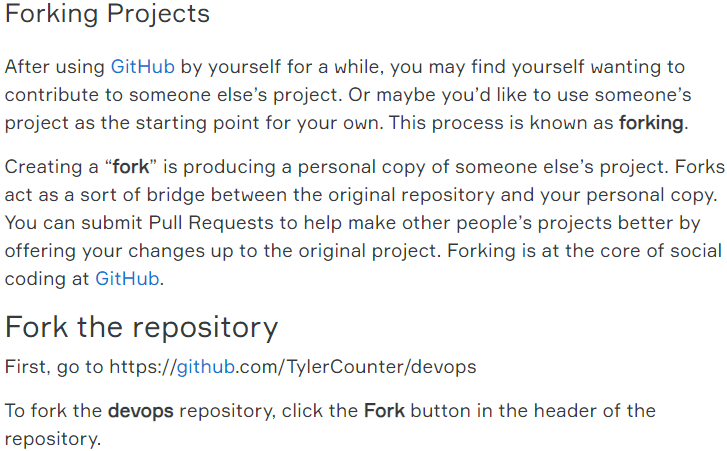 Forking Projects
After using GitHub by yourself for a while, you may find yourself wanting to
contribute to someone else’s project. Or maybe you’d like to use someone’s
project as the starting point for your own. This process is known as forking.
Creating a “fork” is producing a personal copy of someone else’s project. Forks
act as a sort of bridge between the original repository and your personal copy.
You can submit Pull Requests to help make other people’s projects better by
offering your changes up to the original project. Forking is at the core of social
coding at GitHub.
Fork the repository
First, go to https://github.com/TylerCounter/devops
To fork the devops repository, click the Fork button in the header of the
repository.